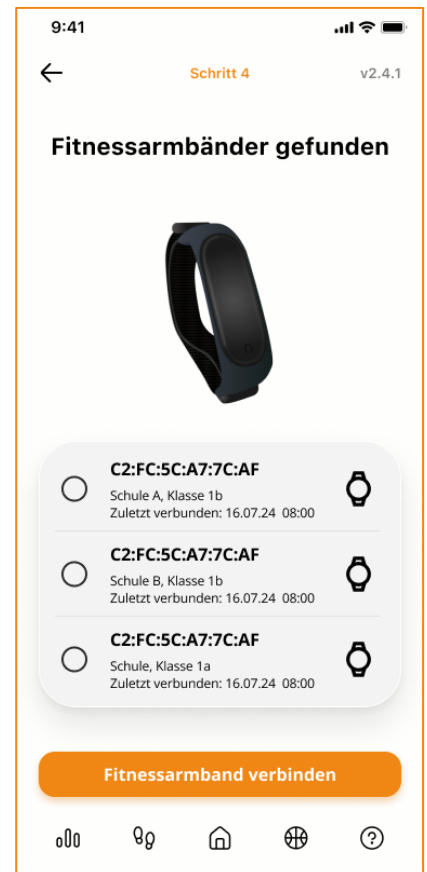 9:41
Schritt 4
v2.4.1
Fitnessarmbänder gefunden
C2:FC:5C:A7:7C:AF
Schule A, Klasse 1b
Zuletzt verbunden: 16.07.24 08:00
C2:FC:5C:A7:7C:AF
Schule B, Klasse 1b
Zuletzt verbunden: 16.07.24 08:00
C2:FC:5C:A7:7C:AF
Schule, Klasse 1a
Zuletzt verbunden: 16.07.24 08:00
Fitnessarmband verbinden